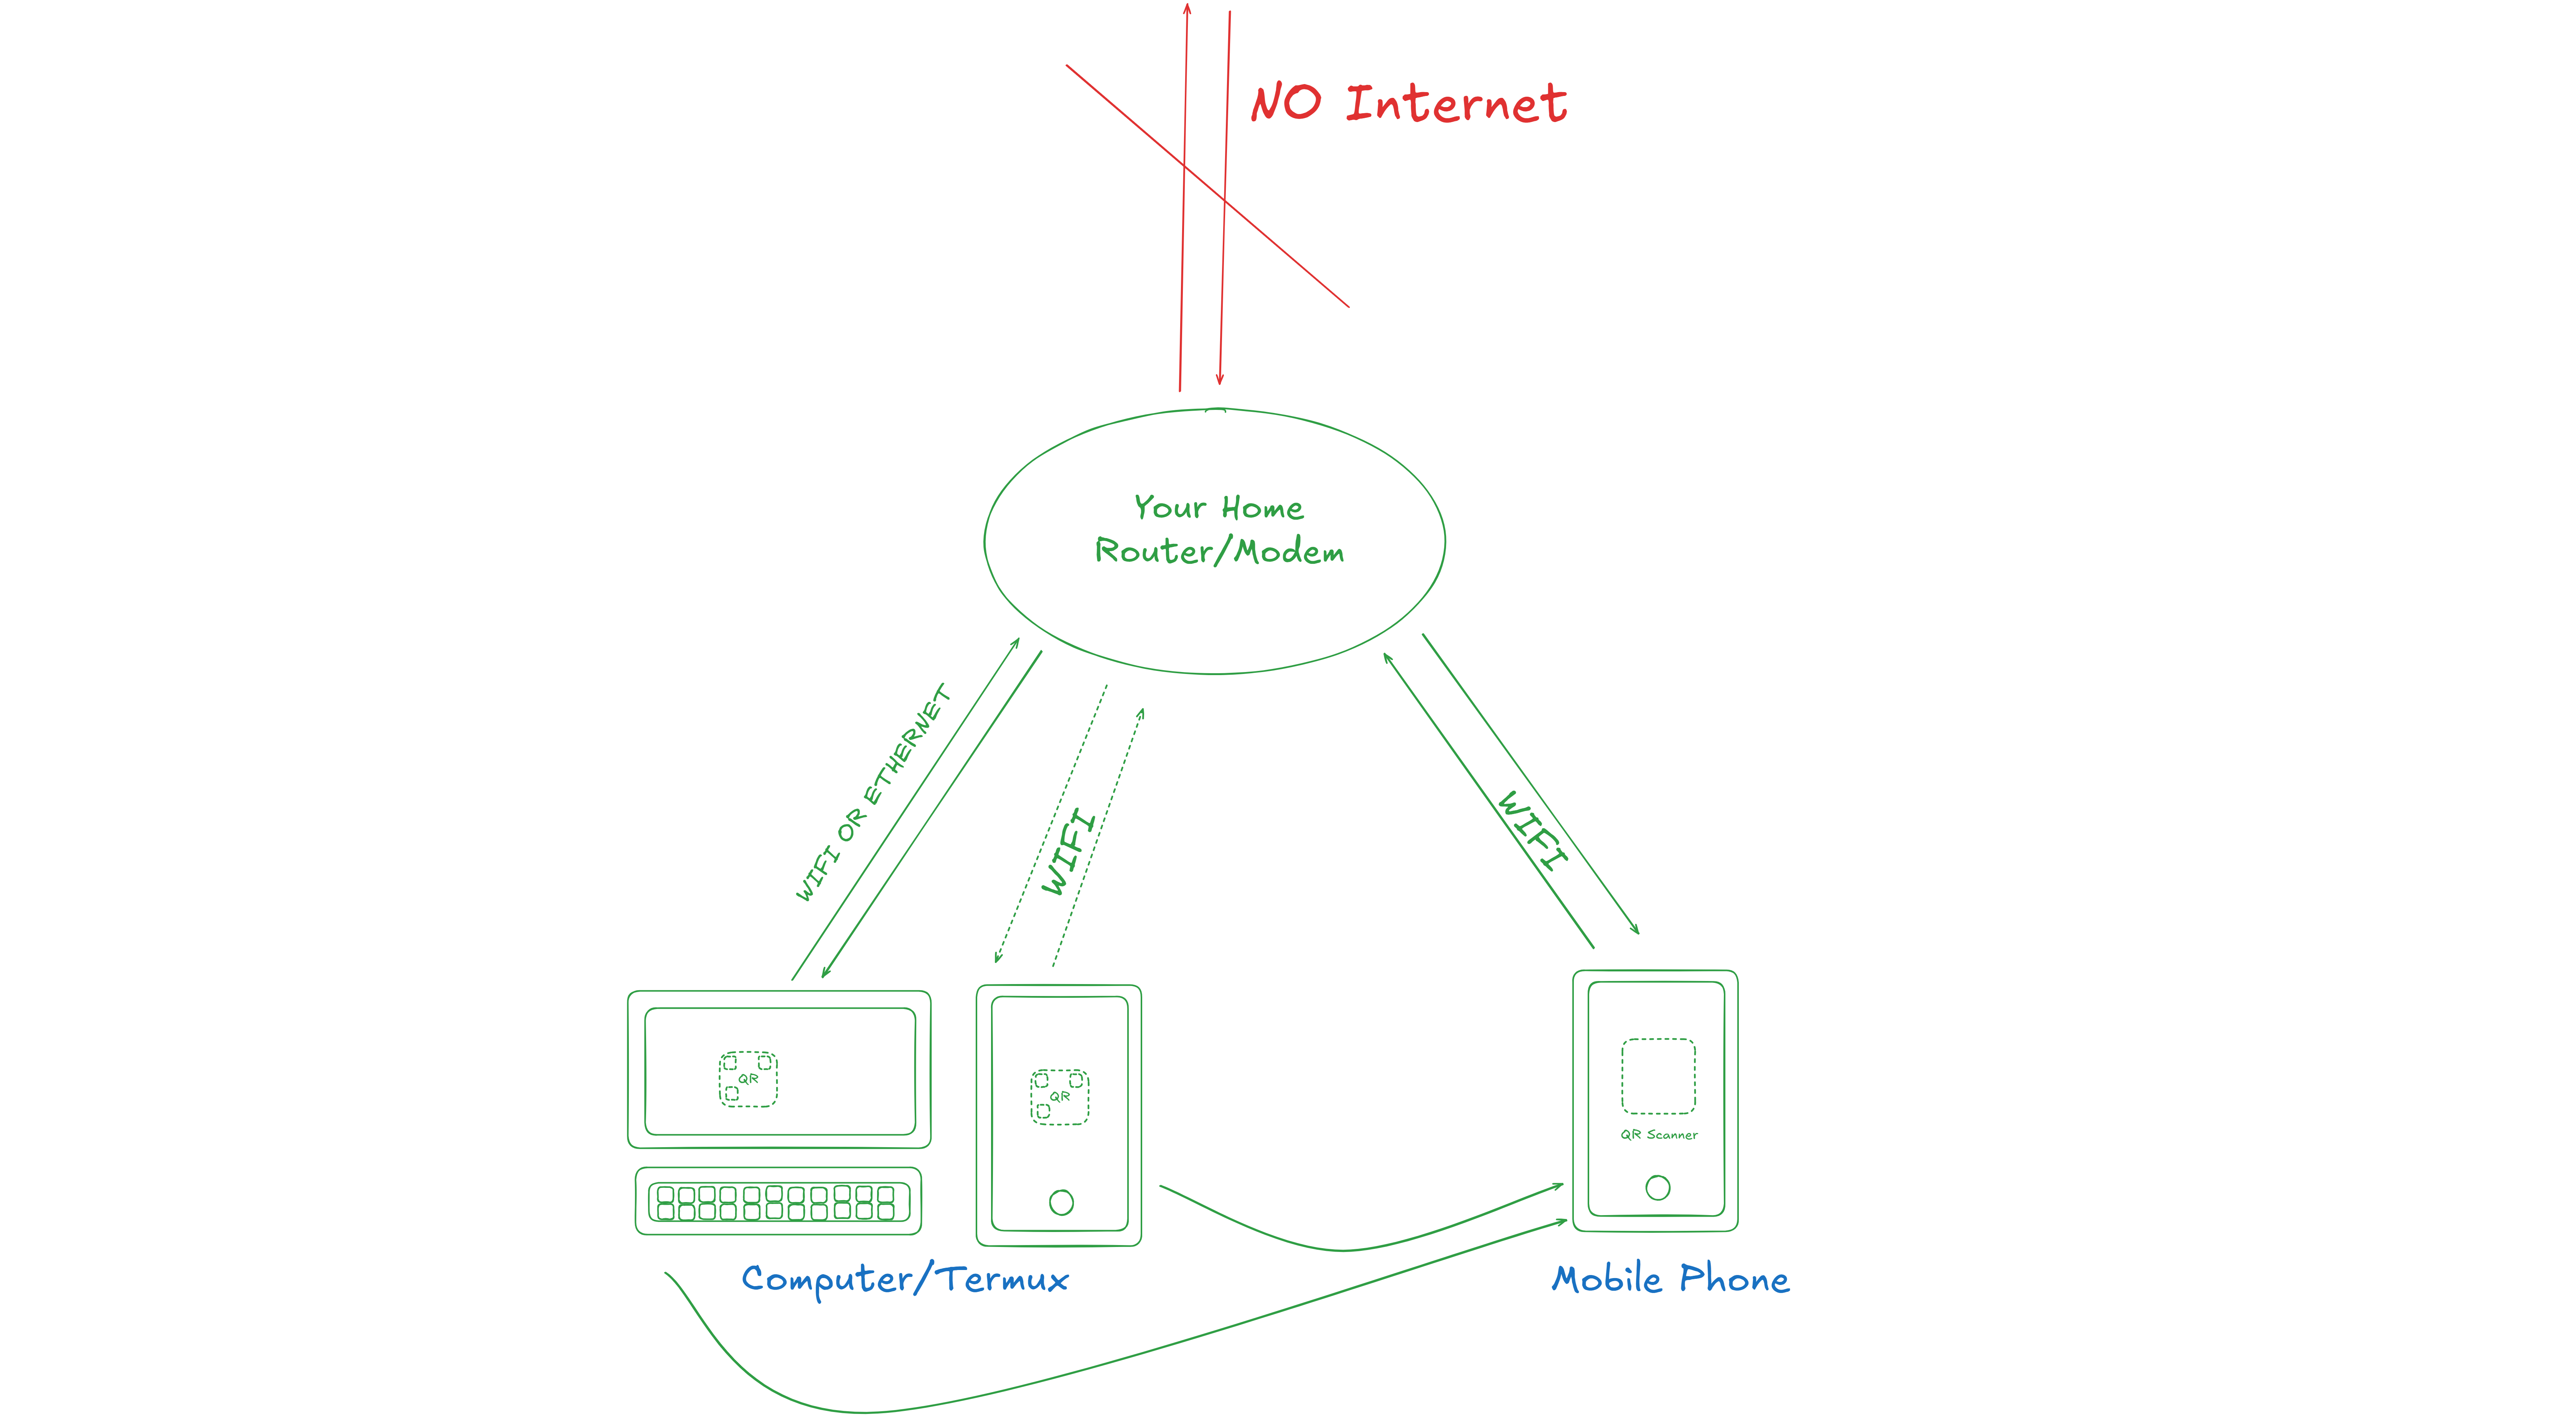 NO Internet
Your Home
Router/Modem
WIFI OR ETHERNET
WIFI
WIFI
QR
QR
QR Scanner
Computer/Termux
Mobile Phone